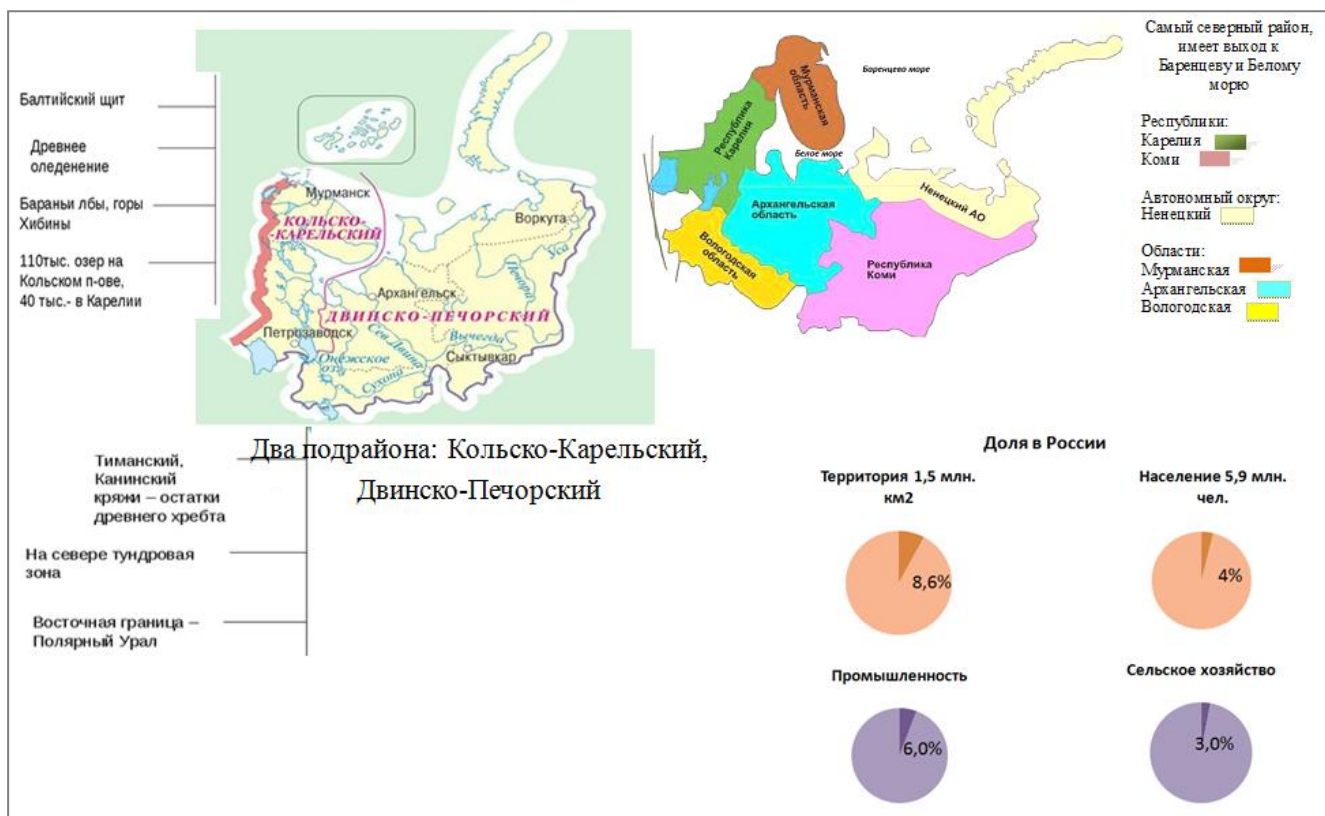 Балтийский щит
Древнее
оледенение
Бараньи лбы, горы
Хибины
110тыс. озер на
Кольском п-ове,
40 тыс.- в Карелии
Мурманск
КОЛЬСКО-
КАРЕЛЬСКИЙ
Воркута
Уса
Печора
Архангельск
ДВИНСКО-ПЕЧОРСКИЙ
Петрозаводск
Онежское
оз.
Сев Двина
Вычегда
Сыктывкар
Сухона
Баренцево море
Мурманская
область
Республика
Карелия
Белое море
Ненецкий АО
Архангельская
область
Вологодская
область
Республика
Коми
Самый северный район,
имеет выход к
Баренцеву и Белому
морю
Республики:
Карелия
Коми
Автономный округ:
Ненецкий
Области:
Мурманская
Архангельская
Вологодская
Два подрайона: Кольско-Карельский,
Двинско-Печорский
Тиманский,
Канинский
кряжи – остатки
древнего хребта
На севере тундровая
зона
Восточная граница –
Полярный Урал
Доля в России
Территория 1,5 млн.
км2
8,6%
Население 5,9 млн.
чел.
4%
Промышленность
6,0%
Сельское хозяйство
3,0%